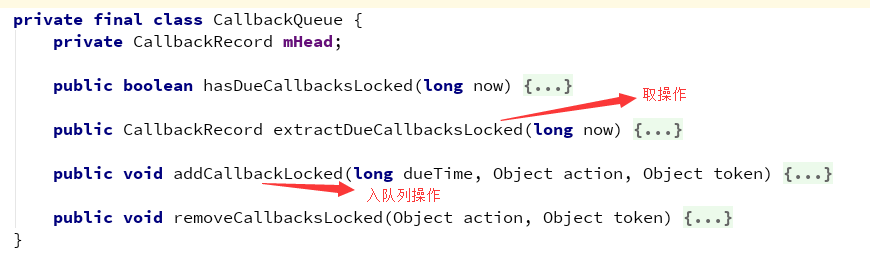 private final class CallbackQueue {
private CallbackRecord mHead;
public boolean hasDueCallbacksLocked(long now) {...}
取操作
public CallbackRecord extractDueCallbacksLocked(long now) {...}
public void addCallbackLocked(long dueTime, Object action, Object token) {...}
入队列操作
public void removeCallbacksLocked(Object action, Object token) {...}
}